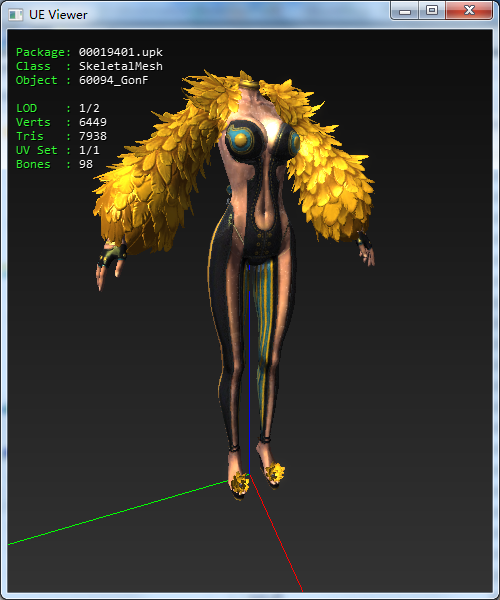 UE Viewer
Package: 00019401.upk
Class : SkeletalMesh
Object : 60094_GonF
LOD : 1/2
Verts : 6449
Tris : 7938
UV Set : 1/1
Bones : 98